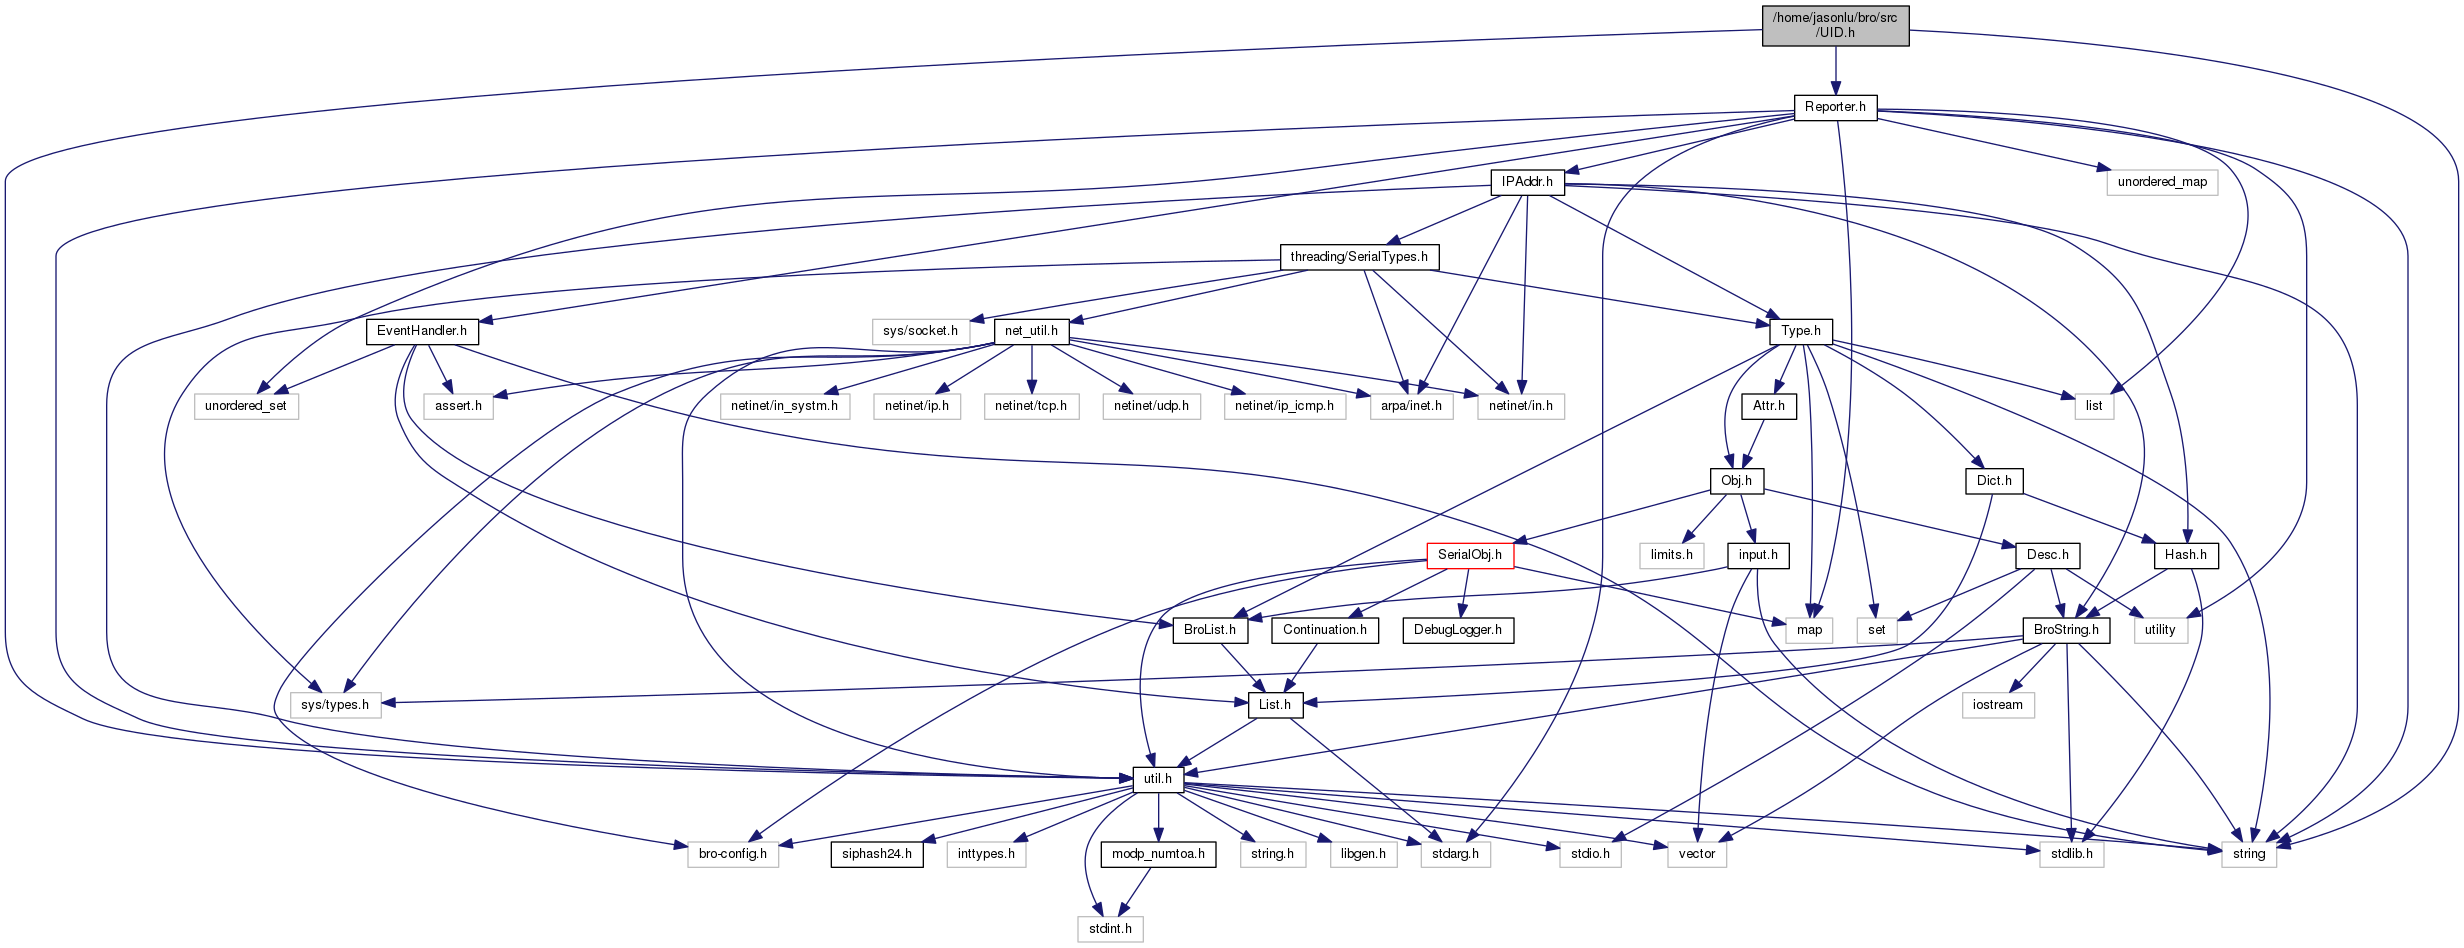 /home/jasonlu/bro/src
/UID.h
Reporter.h
IPAddr.h
unordered_map
threading/SerialTypes.h
sys/socket.h
EventHandler.h
net_util.h
Type.h
unordered_set
assert.h
netinet/in_systm.h
netinet/ip.h
netinet/tcp.h
netinet/udp.h
netinet/ip_icmp.h
arpa/inet.h
netinet/in.h
Attr.h
list
Obj.h
Dict.h
SerialObj.h
limits.h
input.h
Desc.h
Hash.h
BroList.h
Continuation.h
DebugLogger.h
map
set
BroString.h
utility
sys/types.h
List.h
iostream
util.h
bro-config.h
siphash24.h
inttypes.h
modp_numtoa.h
string.h
libgen.h
stdarg.h
stdio.h
vector
stdlib.h
string
stdint.h